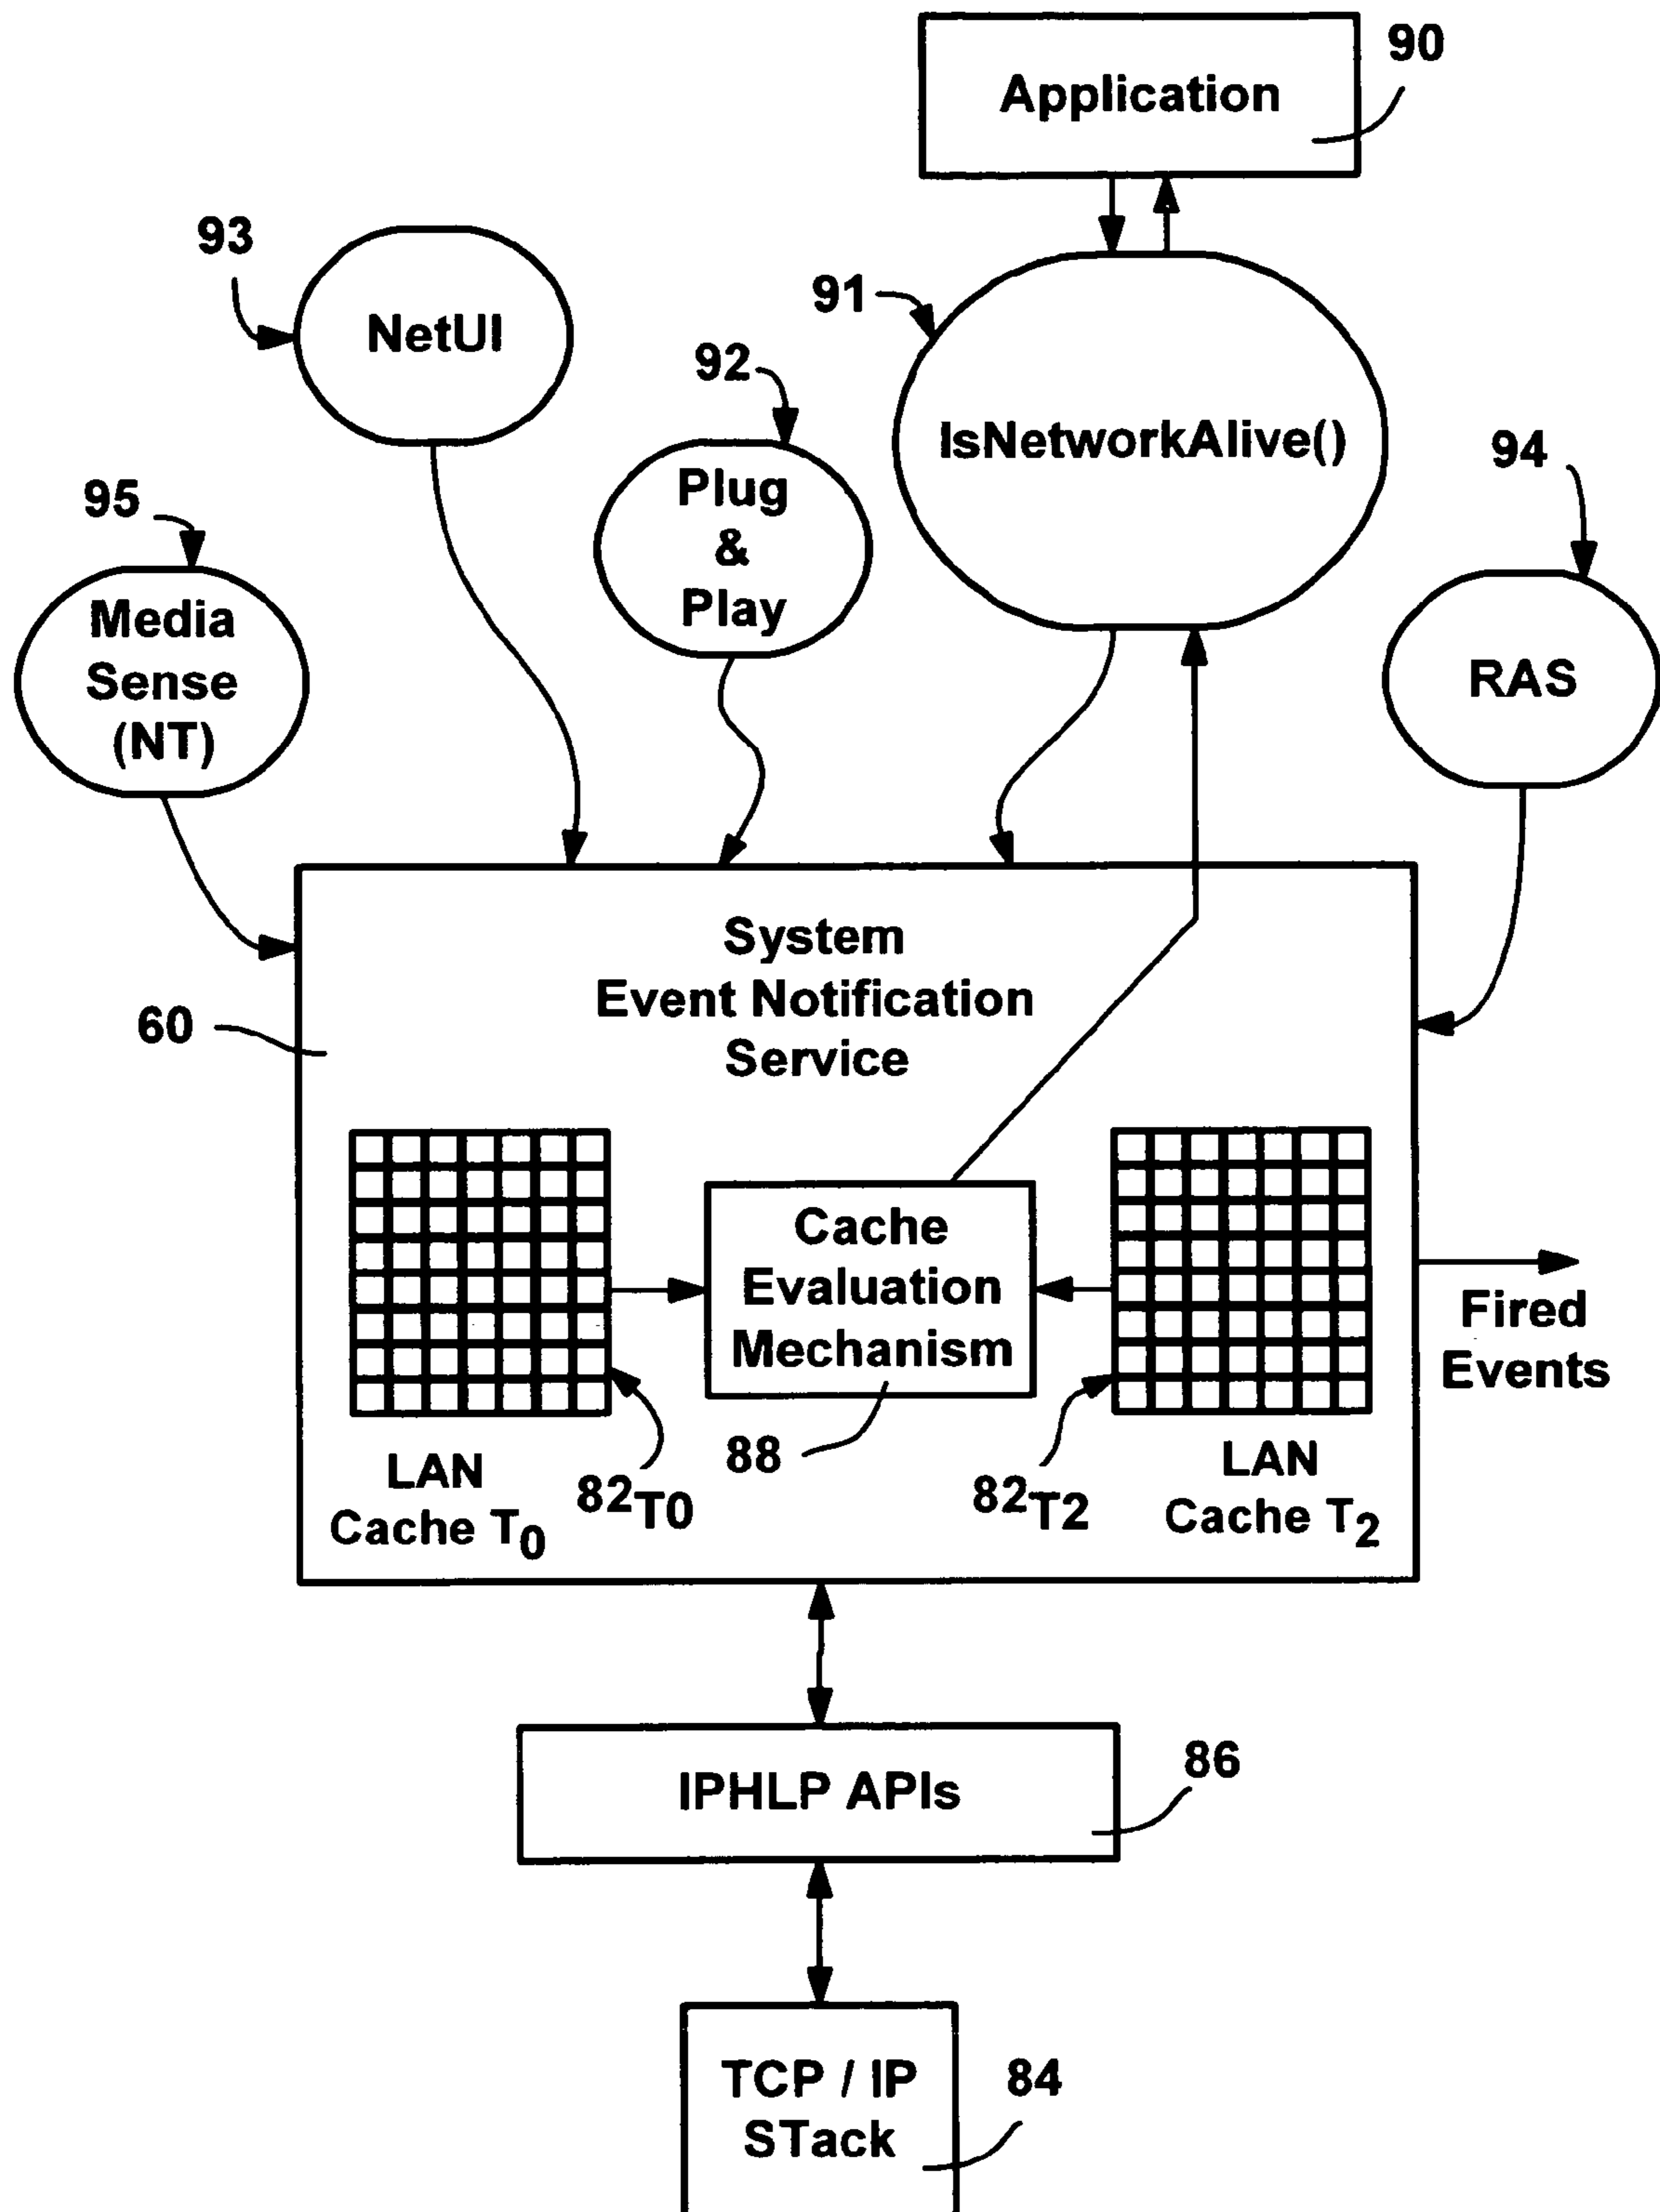 90
Application
93
NetUI
91
IsNetworkAlive()
92
Plug
&
Play
94
RAS
95
Media
Sense
(NT)
System
Event Notification
Service
60
Cache
Evaluation
Mechanism
88
LAN
Cache T0
82T0
82T2
LAN
Cache T2
Fired
Events
IPHLP APIs
86
TCP / IP
STack
84